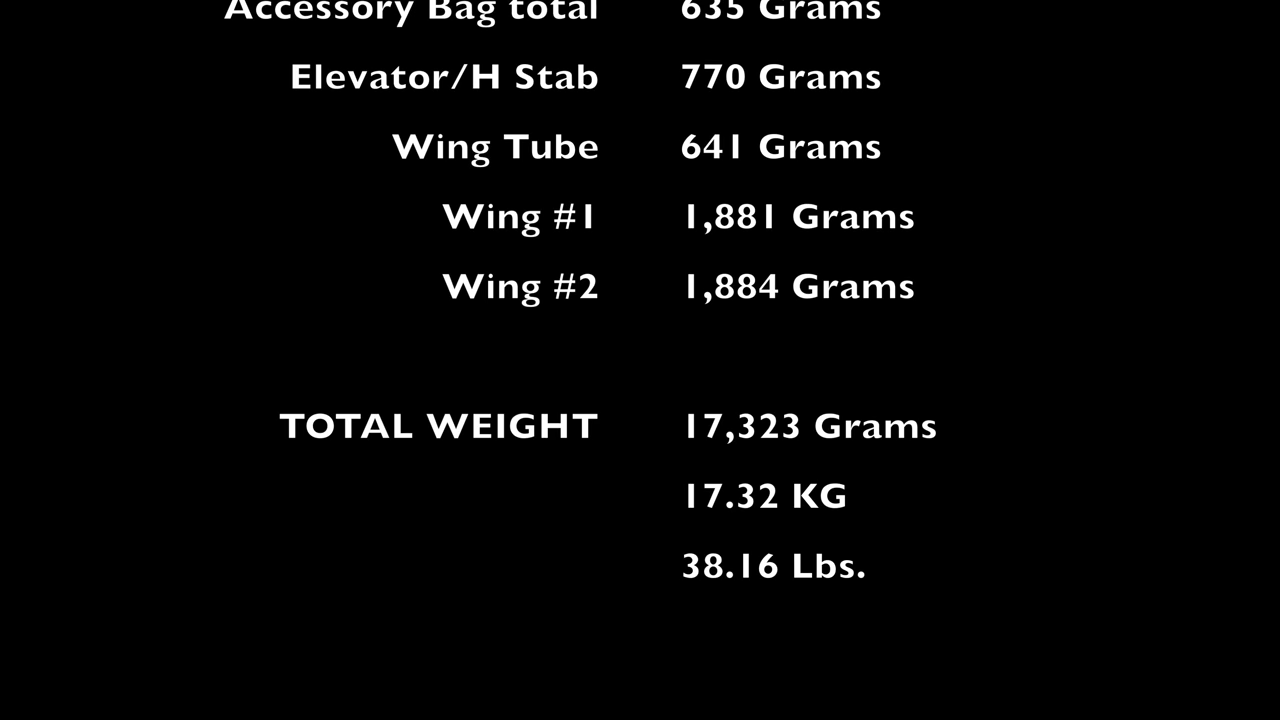 Accessory Bag total 635 Grams
Elevator/H Stab 770 Grams
Wing Tube 641 Grams
Wing #1 1,881 Grams
Wing #2 1,884 Grams
TOTAL WEIGHT 17,323 Grams
17.32 KG
38.16 Lbs.